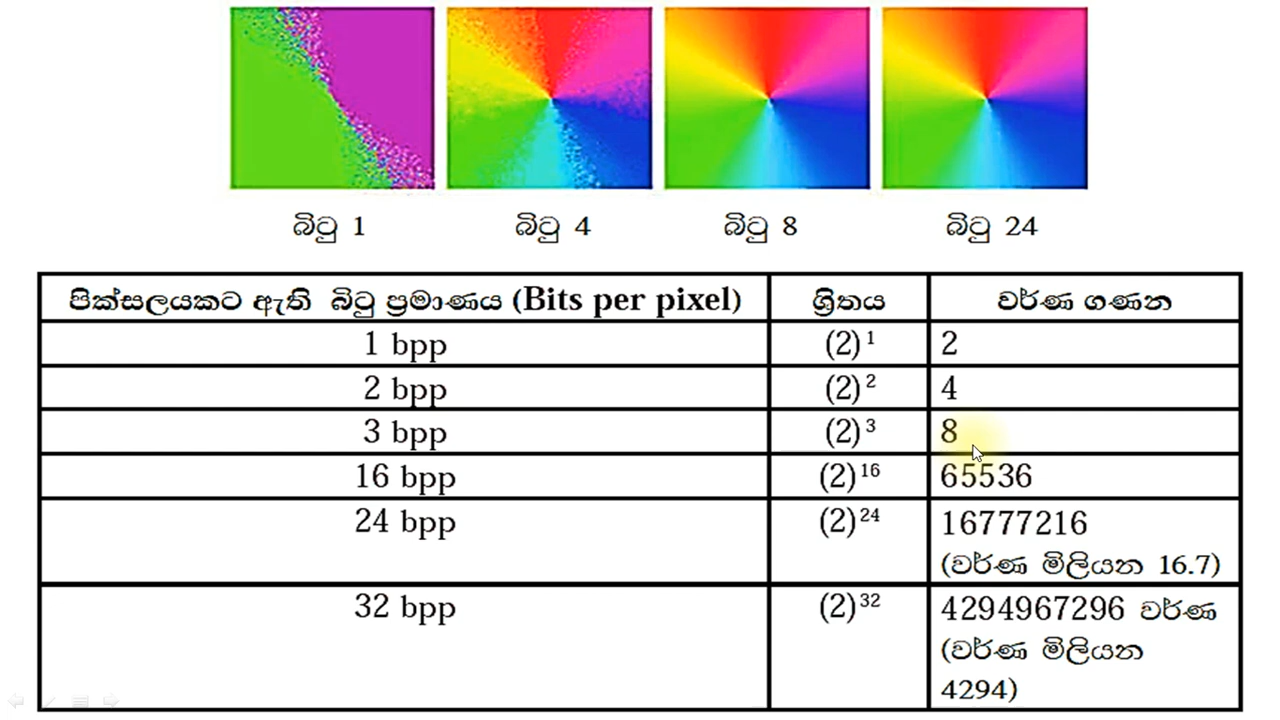 බිටු 1 බිටු 4 බිටු 8 බිටු 24
පික්සලයකට ඇති බිටු ප්‍රමාණය (Bits per pixel) ශ්‍රිතය වර්ණ ගණන
1 bpp (2)¹ 2
2 bpp (2)² 4
3 bpp (2)³ 8
16 bpp (2)¹⁶ 65536
24 bpp (2)²⁴ 16777216
(වර්ණ මිලියන 16.7)
32 bpp (2)³² 4294967296 වර්ණ
(වර්ණ මිලියන
4294)